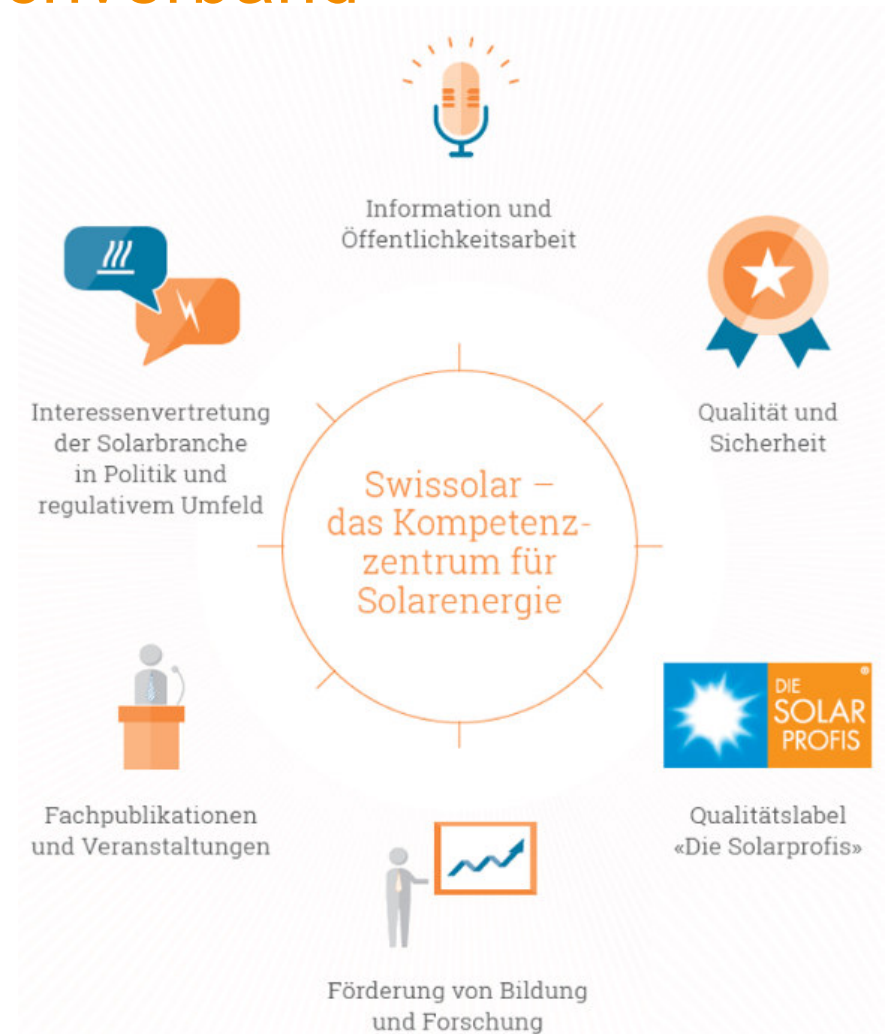 enverband
Information und
Öffentlichkeitsarbeit
Interessenvertretung
der Solarbranche
in Politik und
regulativem Umfeld
Qualität und
Sicherheit
Swissolar –
das Kompetenz-
zentrum für
Solarenergie
DIE
SOLAR
PROFIS
®
Fachpublikationen
und Veranstaltungen
Qualitätslabel
«Die Solarprofis»
Förderung von Bildung
und Forschung